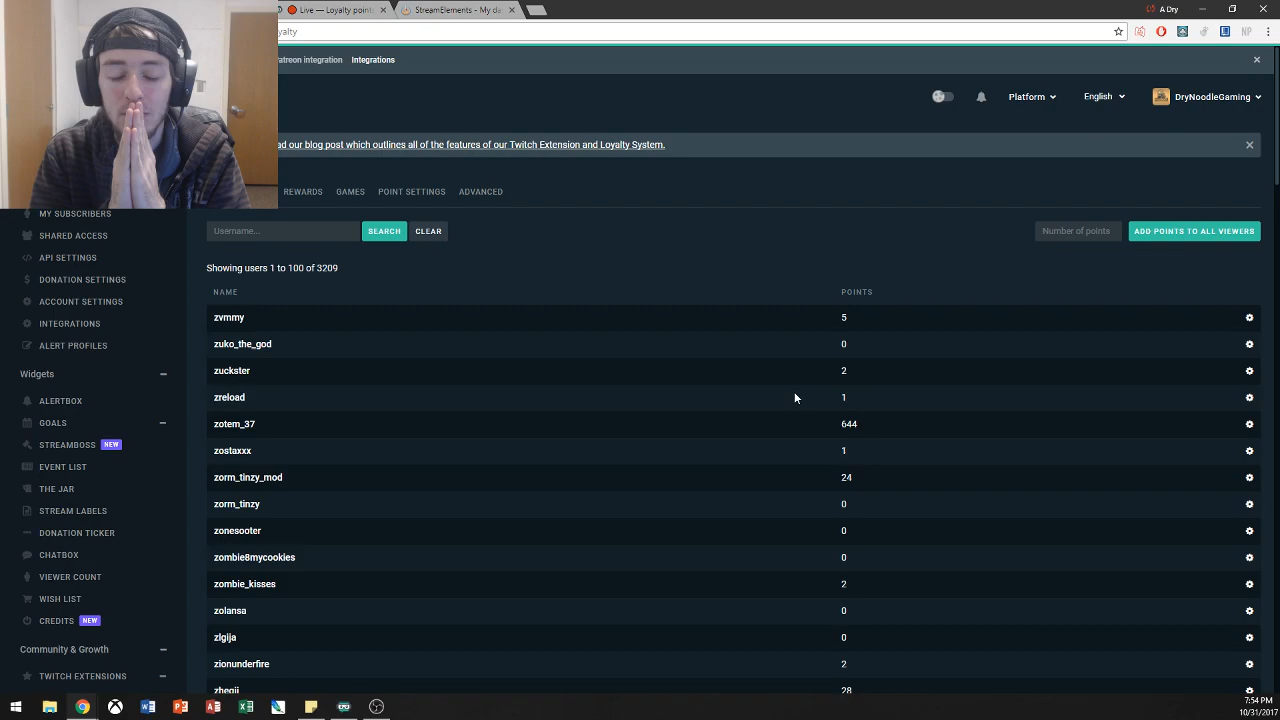 Live — Loyalty point
StreamElements - My da
A Dry
yalty
NP
atreon integration
Integrations
Platform
English
DryNoodleGaming
ad our blog post which outlines all of the features of our Twitch Extension and Loyalty System.
REWARDS
GAMES
POINT SETTINGS
ADVANCED
MY SUBSCRIBERS
SHARED ACCESS
API SETTINGS
DONATION SETTINGS
ACCOUNT SETTINGS
INTEGRATIONS
ALERT PROFILES
Widgets
ALERTBOX
GOALS
STREAMBOSS NEW
EVENT LIST
THE JAR
STREAM LABELS
DONATION TICKER
CHATBOX
VIEWER COUNT
WISH LIST
CREDITS NEW
Community & Growth
TWITCH EXTENSIONS
Username...
SEARCH
CLEAR
Number of points
ADD POINTS TO ALL VIEWERS
Showing users 1 to 100 of 3209
NAME POINTS
zvmmy 5
zuko_the_god 0
zuckster 2
zreload 1
zotem_37 644
zostaxxx 1
zorm_tinzy_mod 24
zorm_tinzy 0
zonesooter 0
zombie8mycookies 0
zombie_kisses 2
zolansa 0
zlgija 0
zionunderfire 2
28
7:54 PM
10/31/2017